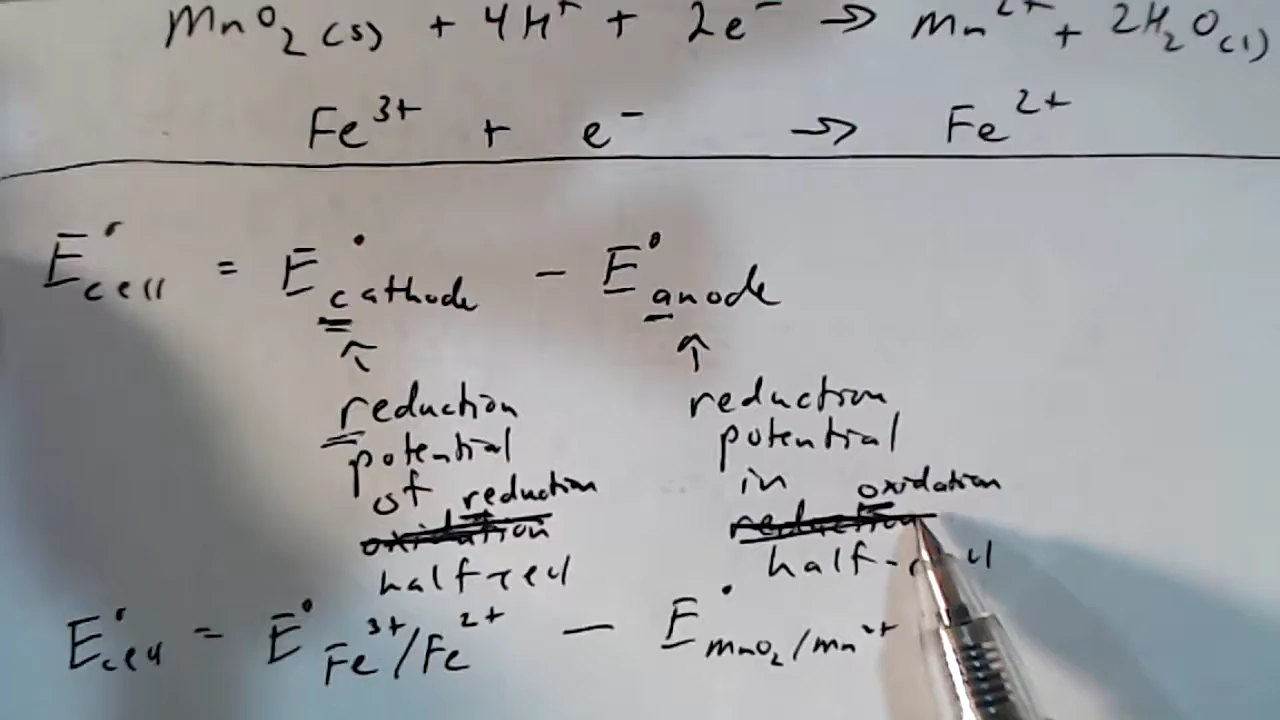 MnO₂(s) + 4H⁺ + 2e⁻ → Mn²⁺ + 2H₂O(l)
Fe³⁺ + e⁻ → Fe²⁺
E°cell = E°cathode − E°anode
↑ ↑
reduction reduction
potential potential
of reduction in oxidation
oxidation reduction
half-cell half-
E°cell = E°Fe³⁺/Fe²⁺ − E°MnO₂/Mn²⁺